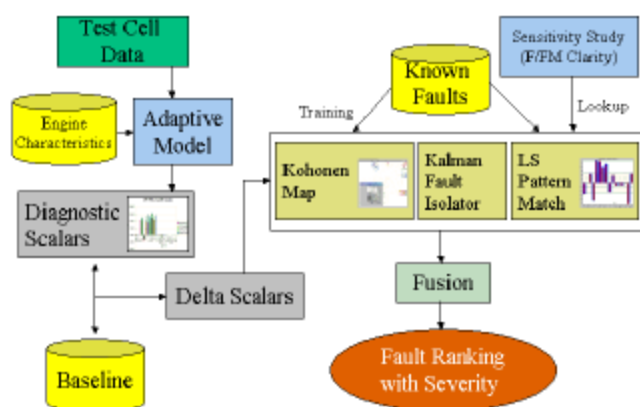 Test Cell
Data
Engine
Characteristics
Adaptive
Model
Diagnostic
Scalars
Delta Scalars
Baseline
Known
Faults
Sensitivity Study
(F/FM Clarity)
Training
Lookup
Kohonen
Map
Kalman
Fault
Isolator
LS
Pattern
Match
Fusion
Fault Ranking
with Severity